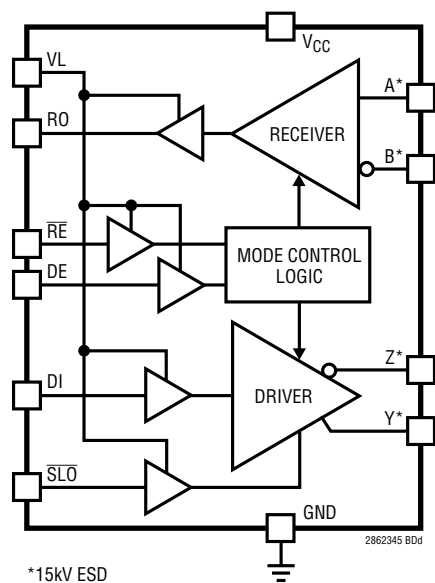 VCC
VL
A*
RO
RECEIVER
B*
RE
MODE CONTROL
LOGIC
DE
Z*
DI
DRIVER
Y*
SLO
GND
2862345 BDd
*15kV ESD